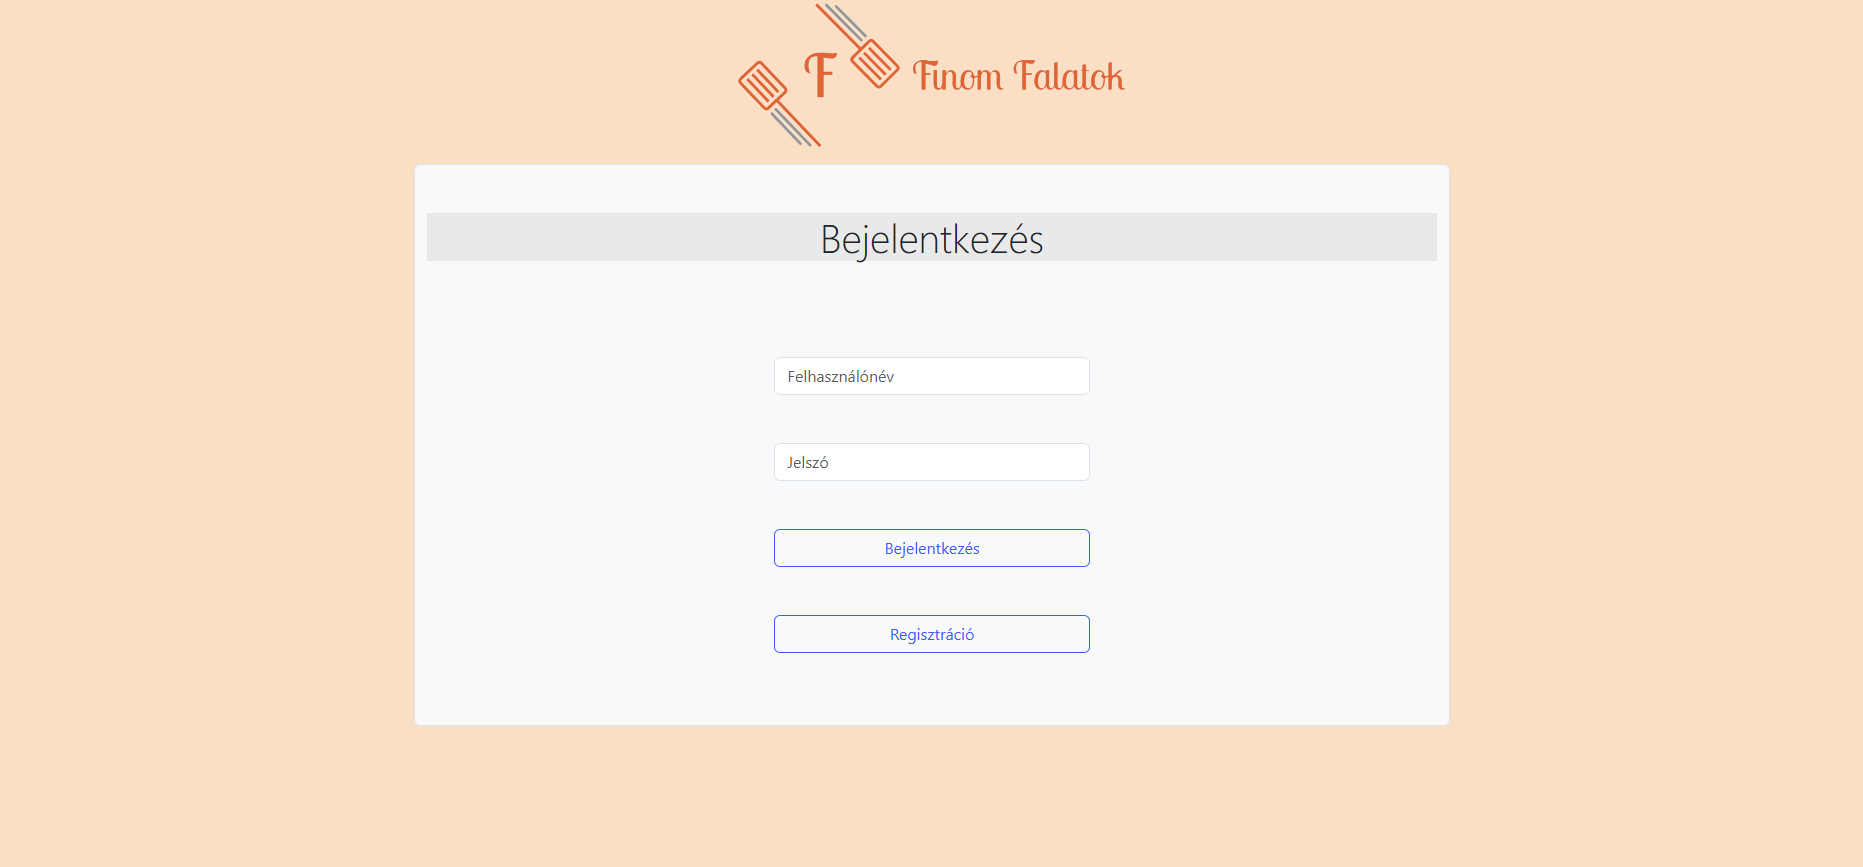 F
Finom Falatok
Bejelentkezés
Felhasználónév
Jelszó
Bejelentkezés
Regisztráció